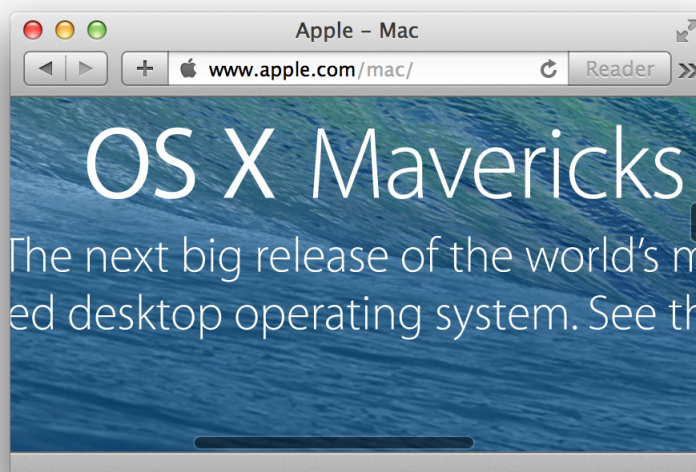 Apple – Mac
www.apple.com/mac/
Reader
OS X Mavericks
The next big release of the world's m
ed desktop operating system. See th